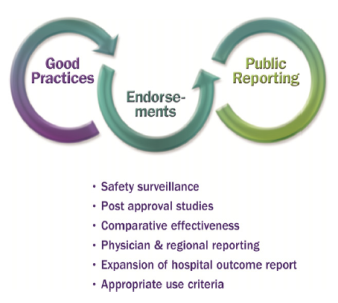 Good
Practices
Endorse-
ments
Public
Reporting
• Safety surveillance
• Post approval studies
• Comparative effectiveness
• Physician & regional reporting
• Expansion of hospital outcome report
• Appropriate use criteria